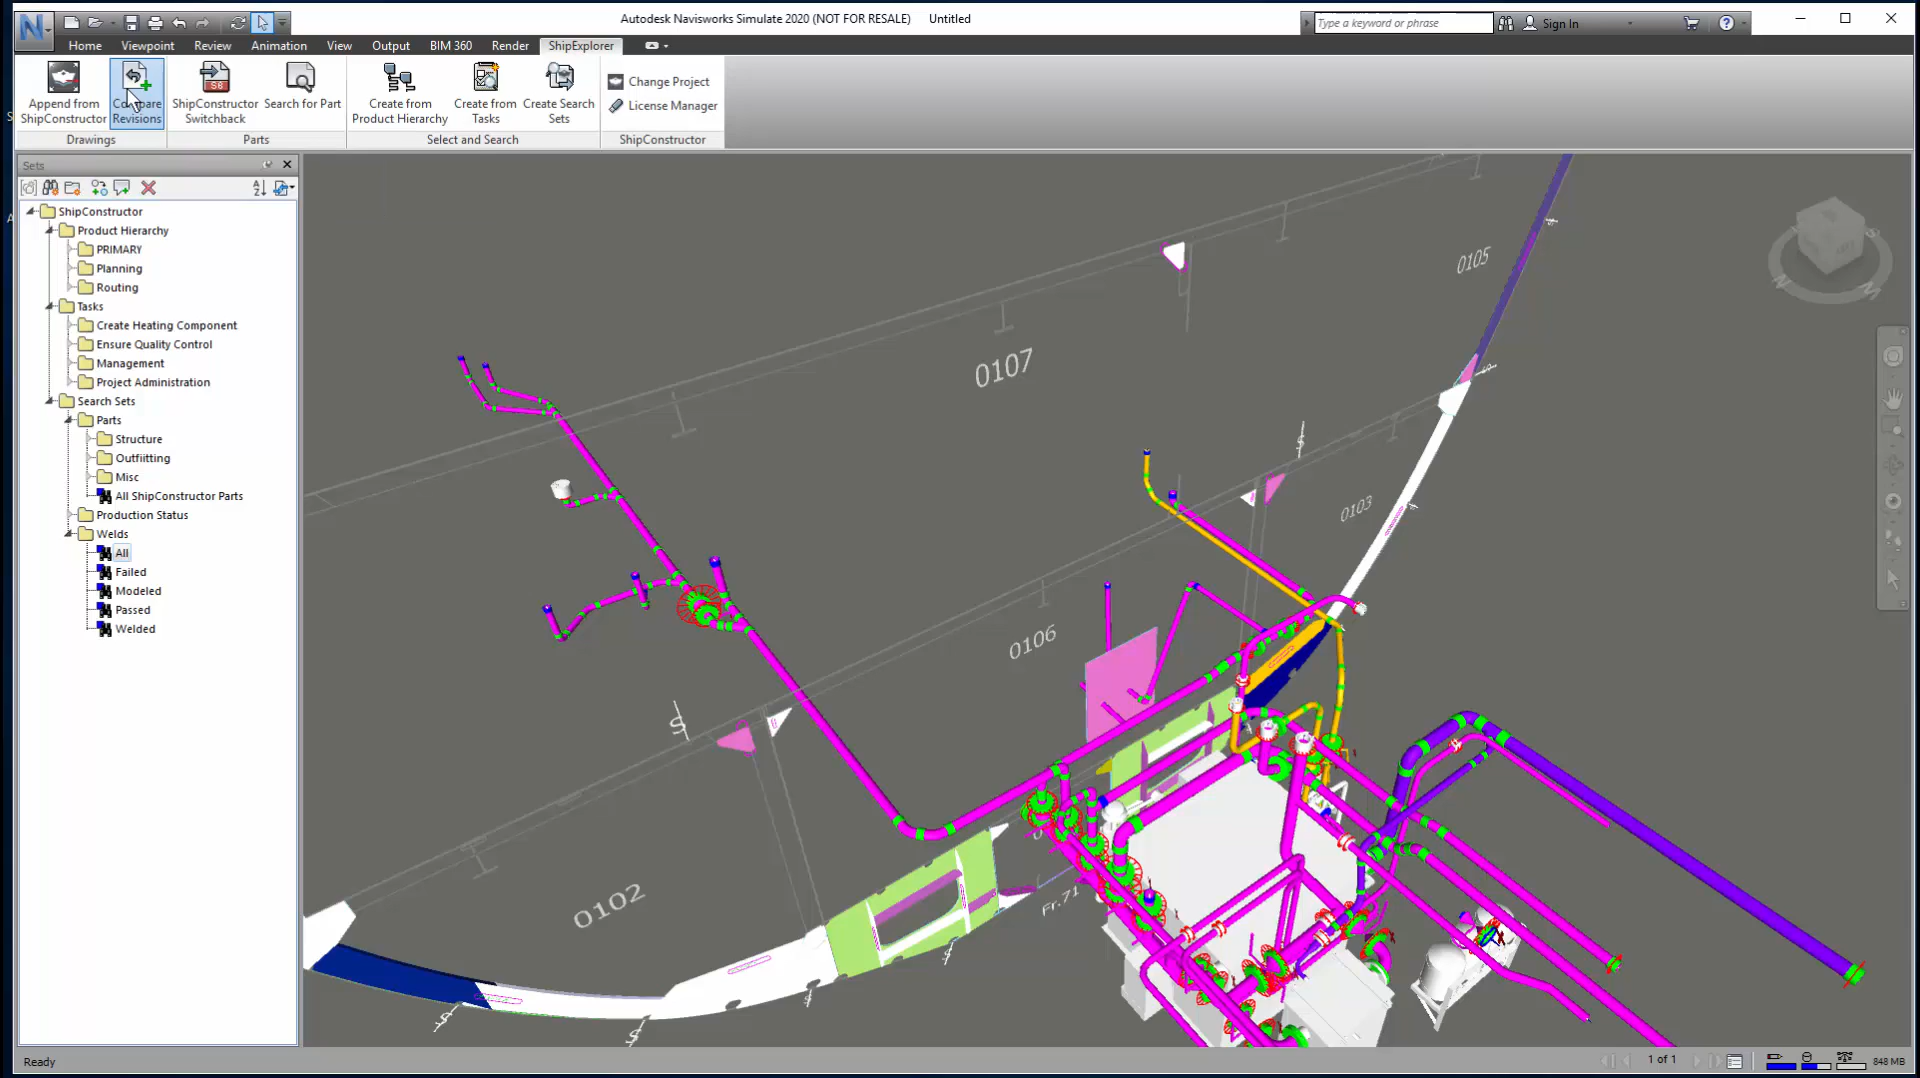 Autodesk Navisworks Simulate 2020 (NOT FOR RESALE) Untitled
Type a keyword or phrase
Sign In
Home Viewpoint Review Animation View Output BIM 360 Render ShipExplorer
Append from ShipConstructor
Compare Revisions
ShipConstructor Switchback
Search for Part
Create from Product Hierarchy
Create from Tasks
Create Search Sets
Change Project
License Manager
Drawings Parts Select and Search ShipConstructor
Sets
ShipConstructor
Product Hierarchy
PRIMARY
Planning
Routing
Tasks
Create Heating Component
Ensure Quality Control
Management
Project Administration
Search Sets
Parts
Structure
Outfiitting
Misc
All ShipConstructor Parts
Production Status
Welds
All
Failed
Modeled
Passed
Welded
0105
0107
0103
0106
0102
Fr.71
Ready
1 of 1
848 MB